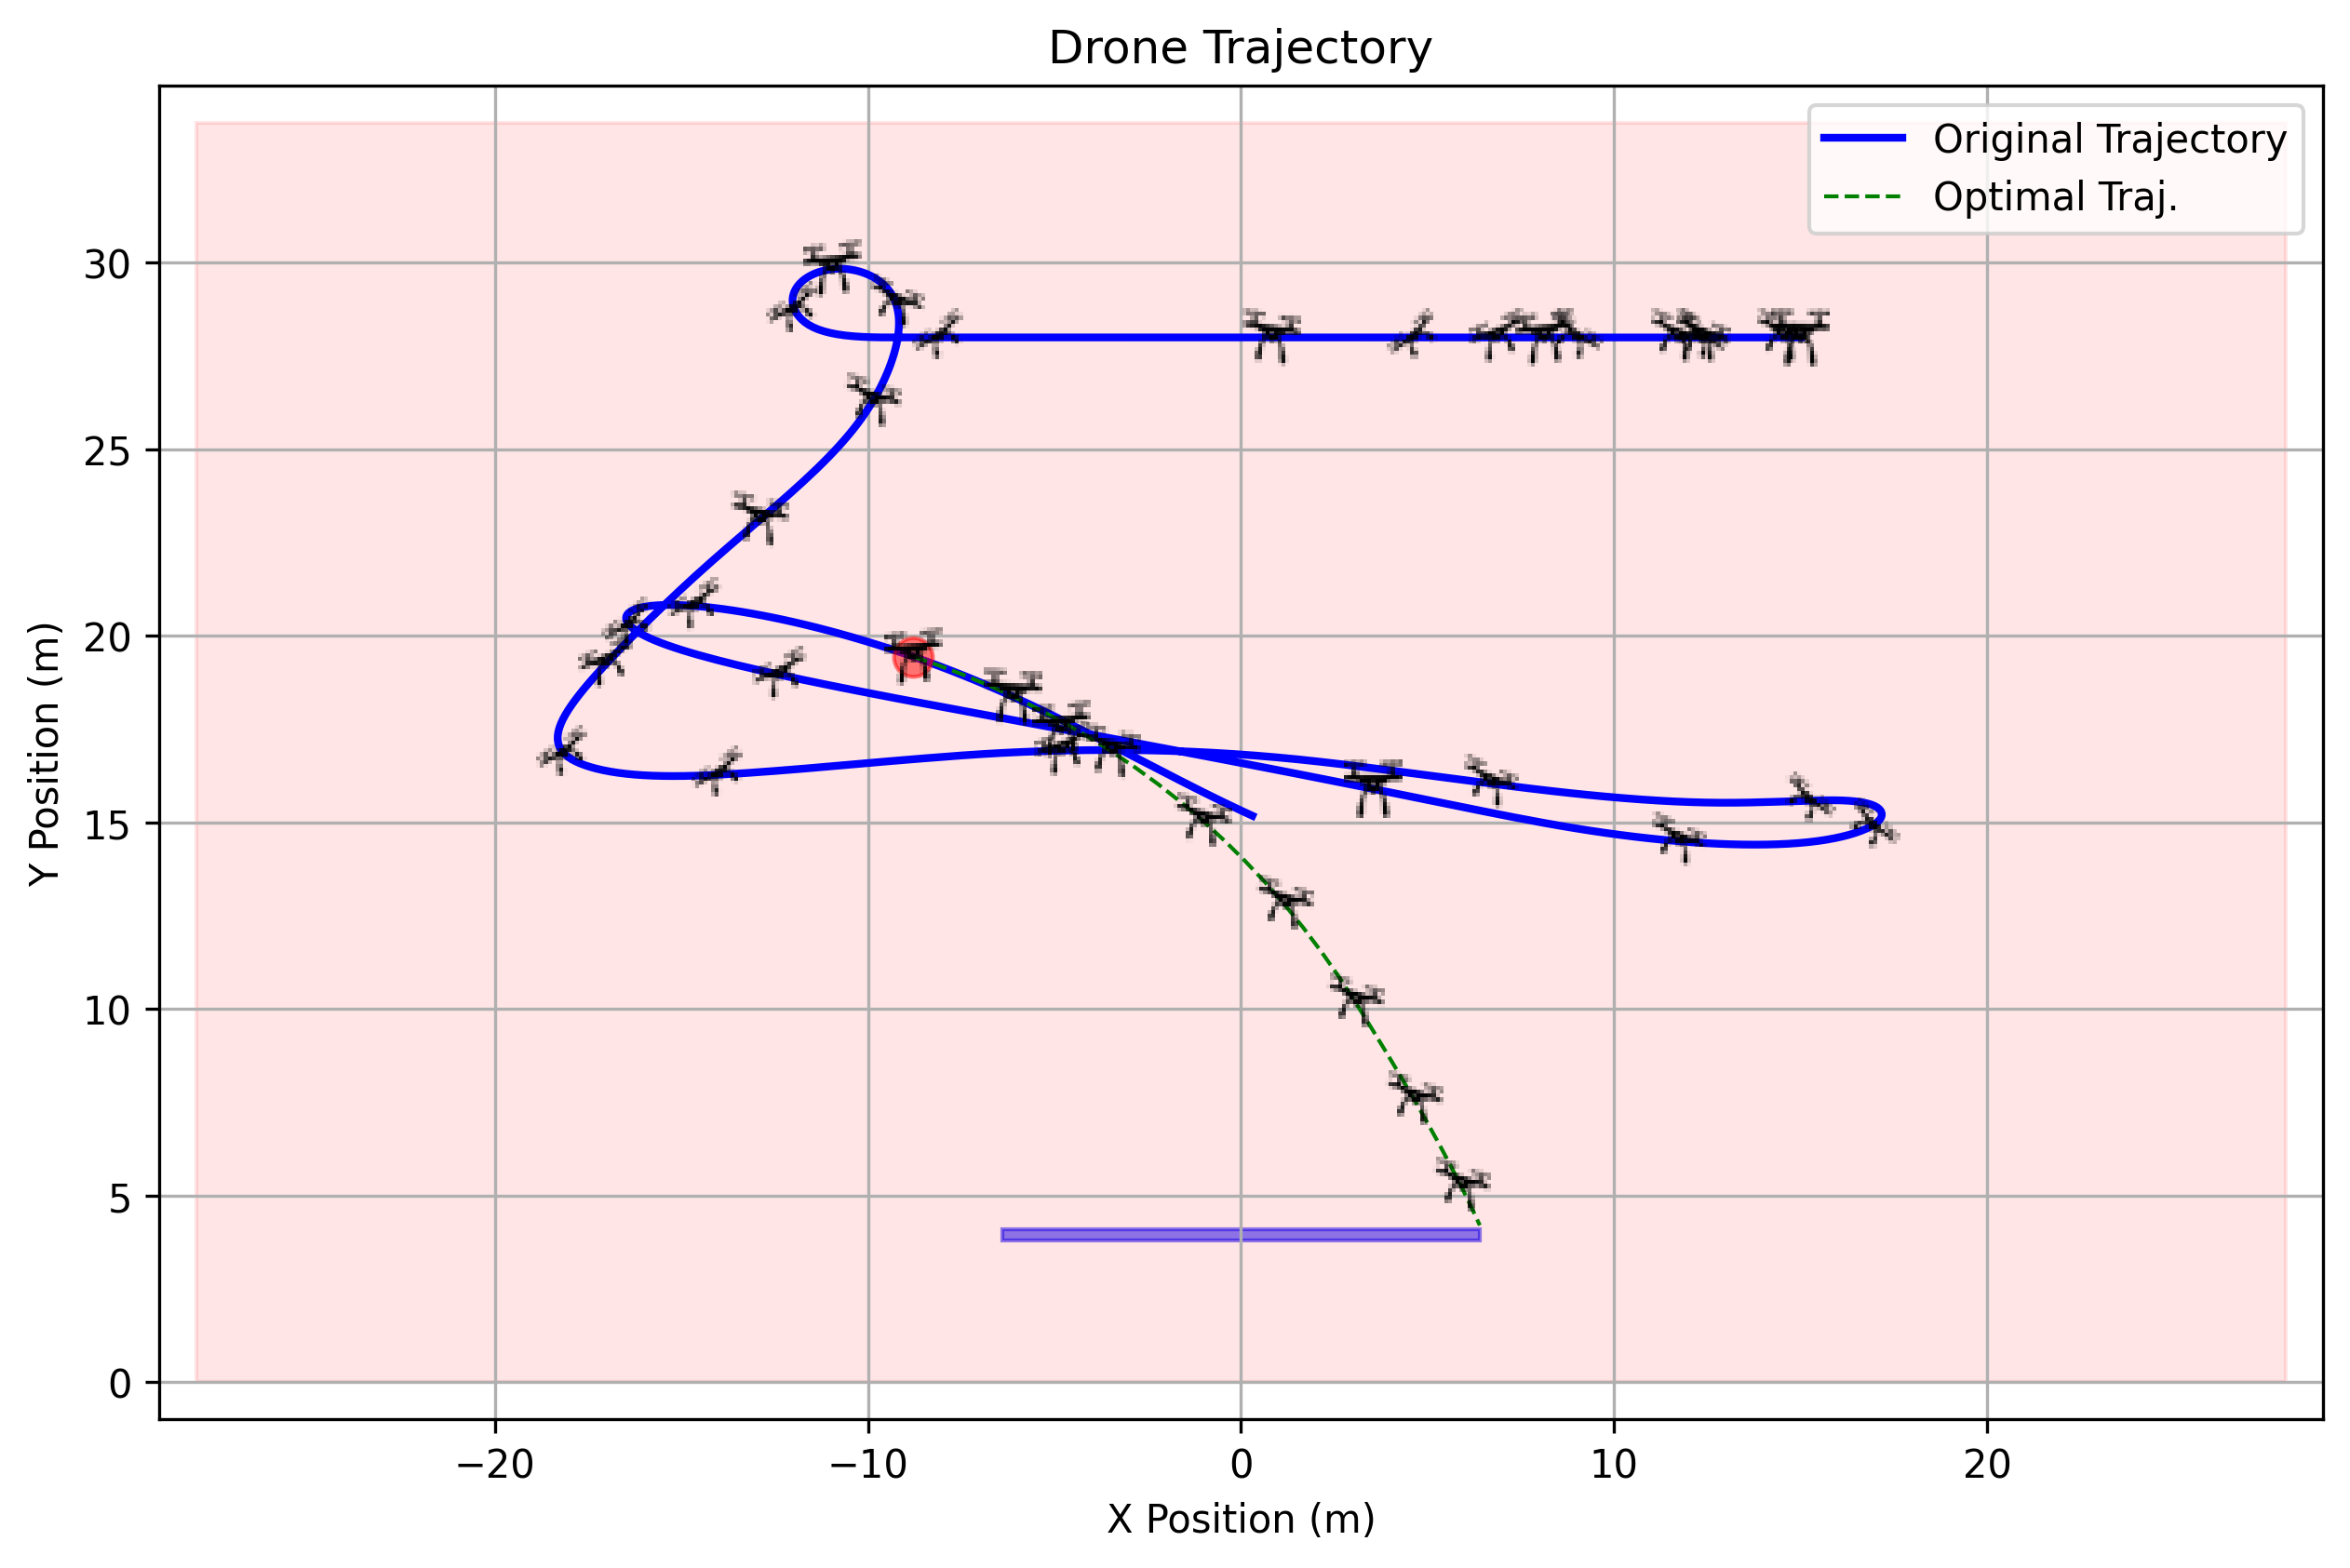 Drone Trajectory
Original Trajectory
Optimal Traj.
30
25
20
15
10
5
0
Y Position (m)
−20
−10
0
10
20
X Position (m)